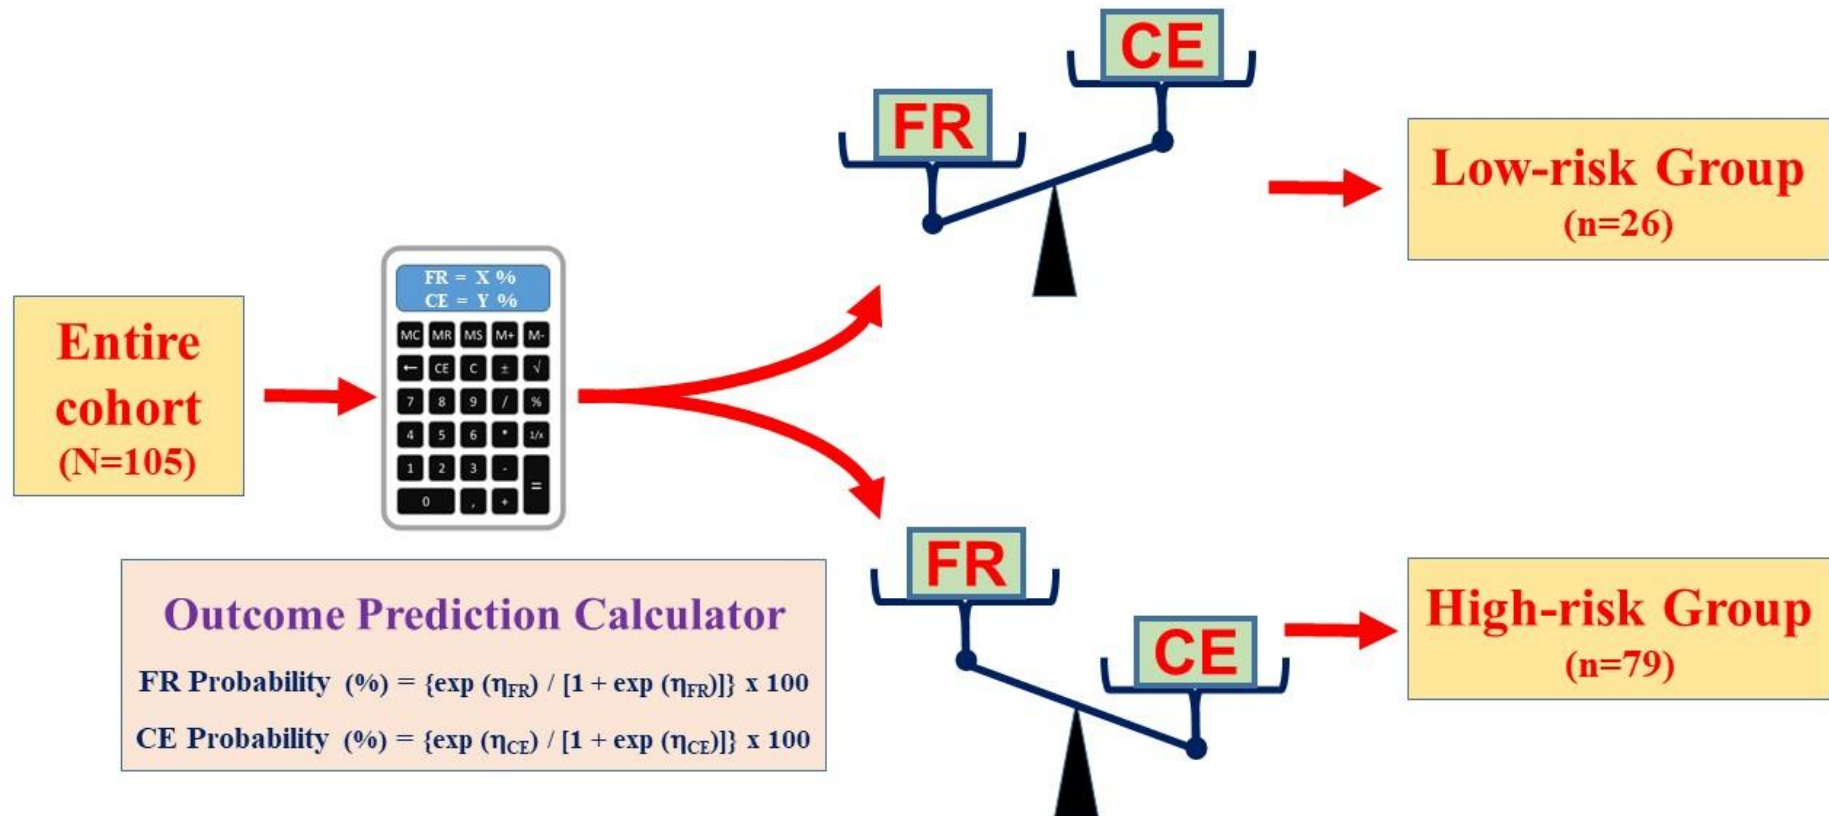 Entire
cohort
(N=105)
FR = X %
CE = Y %
MC MR MS M+ M-
← CE C ± √
7 8 9 / %
4 5 6 * 1/x
1 2 3 - =
0 , +
Outcome Prediction Calculator
FR Probability (%) = {exp (ηFR) / [1 + exp (ηFR)]} x 100
CE Probability (%) = {exp (ηCE) / [1 + exp (ηCE)]} x 100
CE
FR
Low-risk Group
(n=26)
FR
CE
High-risk Group
(n=79)